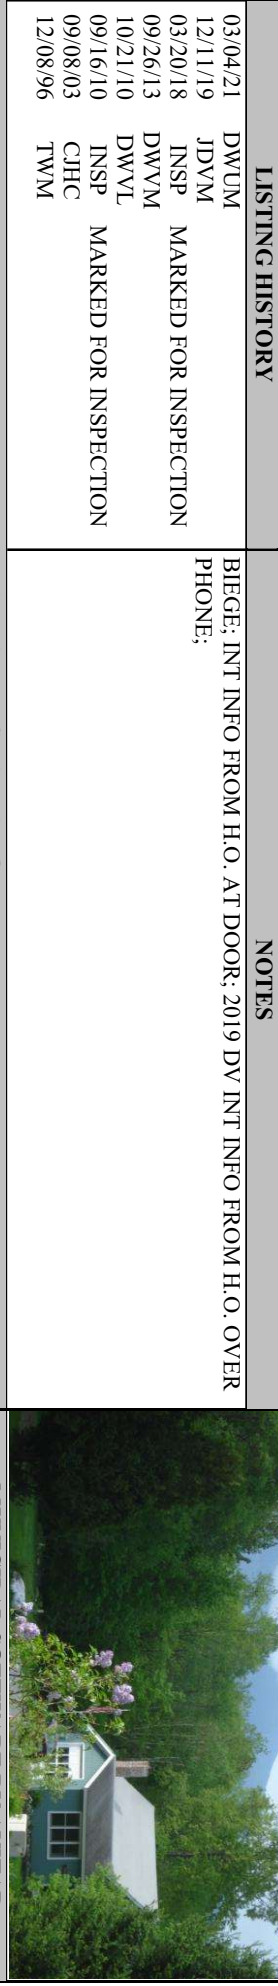 LISTING HISTORY
03/04/21 DWUM
12/11/19 JDVM
03/20/18 INSP MARKED FOR INSPECTION
09/26/13 DWVM
10/21/10 DWVL
09/16/10 INSP MARKED FOR INSPECTION
09/08/03 CJHC
12/08/96 TWM
NOTES
BIEGE; INT INFO FROM H.O. AT DOOR; 2019 DV INT INFO FROM H.O. OVER
PHONE;